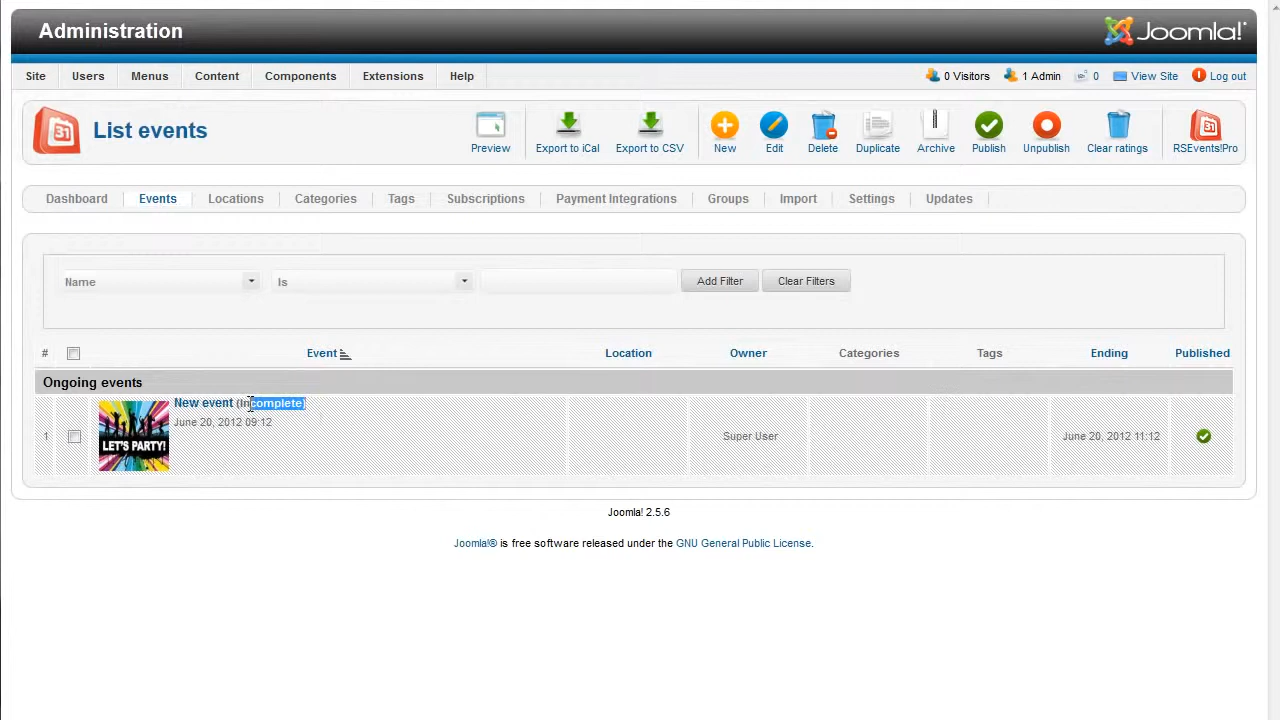 Administration
Joomla!
Site Users Menus Content Components Extensions Help
0 Visitors 1 Admin 0 View Site Log out
31 List events
Preview Export to iCal Export to CSV New Edit Delete Duplicate Archive Publish Unpublish Clear ratings 31 RSEvents!Pro
Dashboard Events Locations Categories Tags Subscriptions Payment Integrations Groups Import Settings Updates
Name Is Add Filter Clear Filters
# Event Location Owner Categories Tags Ending Published
Ongoing events
New event (Incomplete)
June 20, 2012 09:12
1 LET'S PARTY! Super User June 20, 2012 11:12
Joomla! 2.5.6
Joomla!® is free software released under the GNU General Public License.